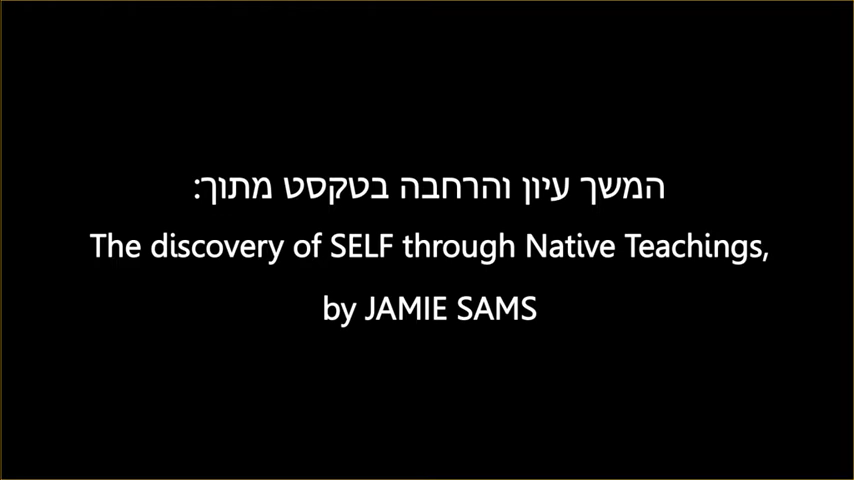 המשך עיון והרחבה בטקסט מתוך:
The discovery of SELF through Native Teachings,
by JAMIE SAMS